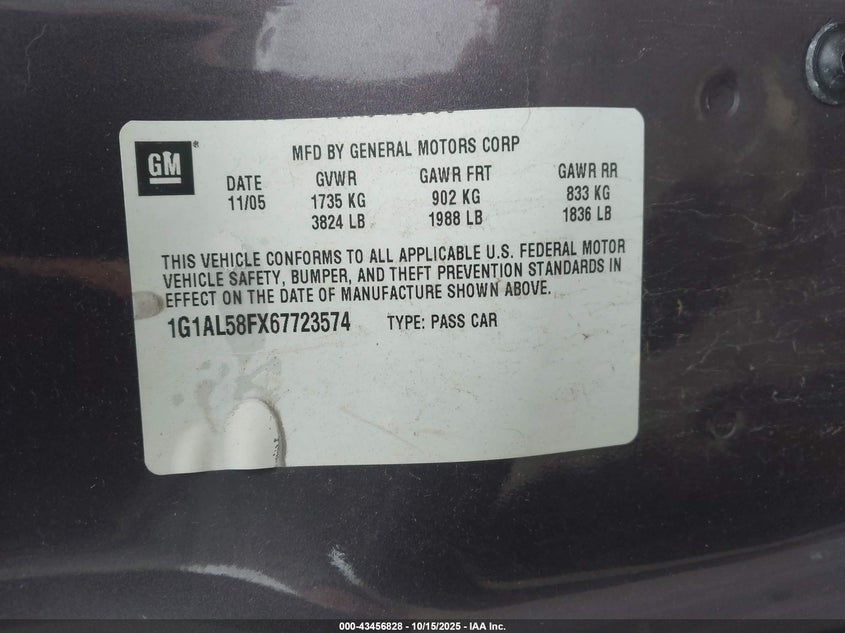 GM ®
MFD BY GENERAL MOTORS CORP
DATE GVWR GAWR FRT GAWR RR
11/05 1735 KG 902 KG 833 KG
3824 LB 1988 LB 1836 LB
THIS VEHICLE CONFORMS TO ALL APPLICABLE U.S. FEDERAL MOTOR
VEHICLE SAFETY, BUMPER, AND THEFT PREVENTION STANDARDS IN
EFFECT ON THE DATE OF MANUFACTURE SHOWN ABOVE.
1G1AL58FX67723574 TYPE: PASS CAR
000-43456828 - 10/15/2025 - IAA Inc.